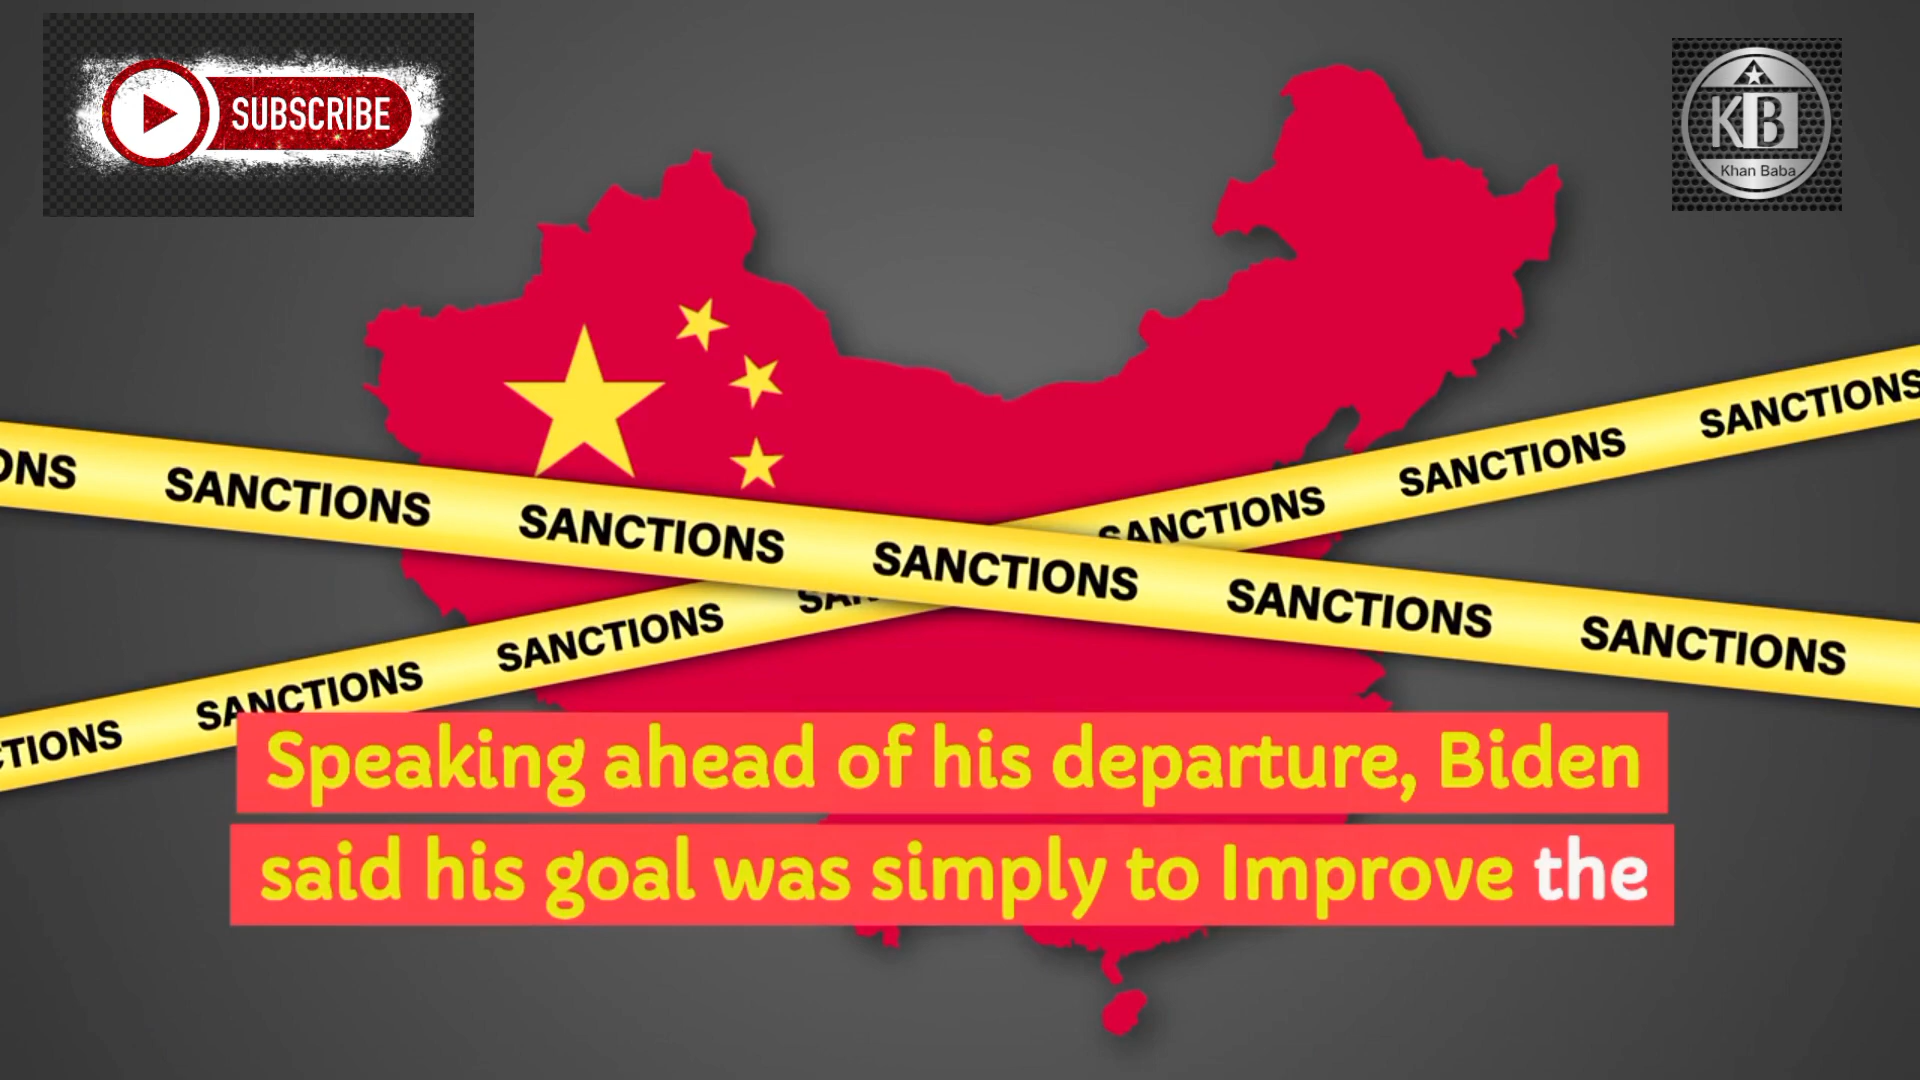 SUBSCRIBE
KB
Khan Baba
SANCTIONS
SANCTIONS SANCTIONS SANCTIONS SANCTIONS SANCTIONS
SANCTIONS SANCTIONS SANCTIONS
SANCTIONS SANCTIONS
Speaking ahead of his departure, Biden
said his goal was simply to Improve the